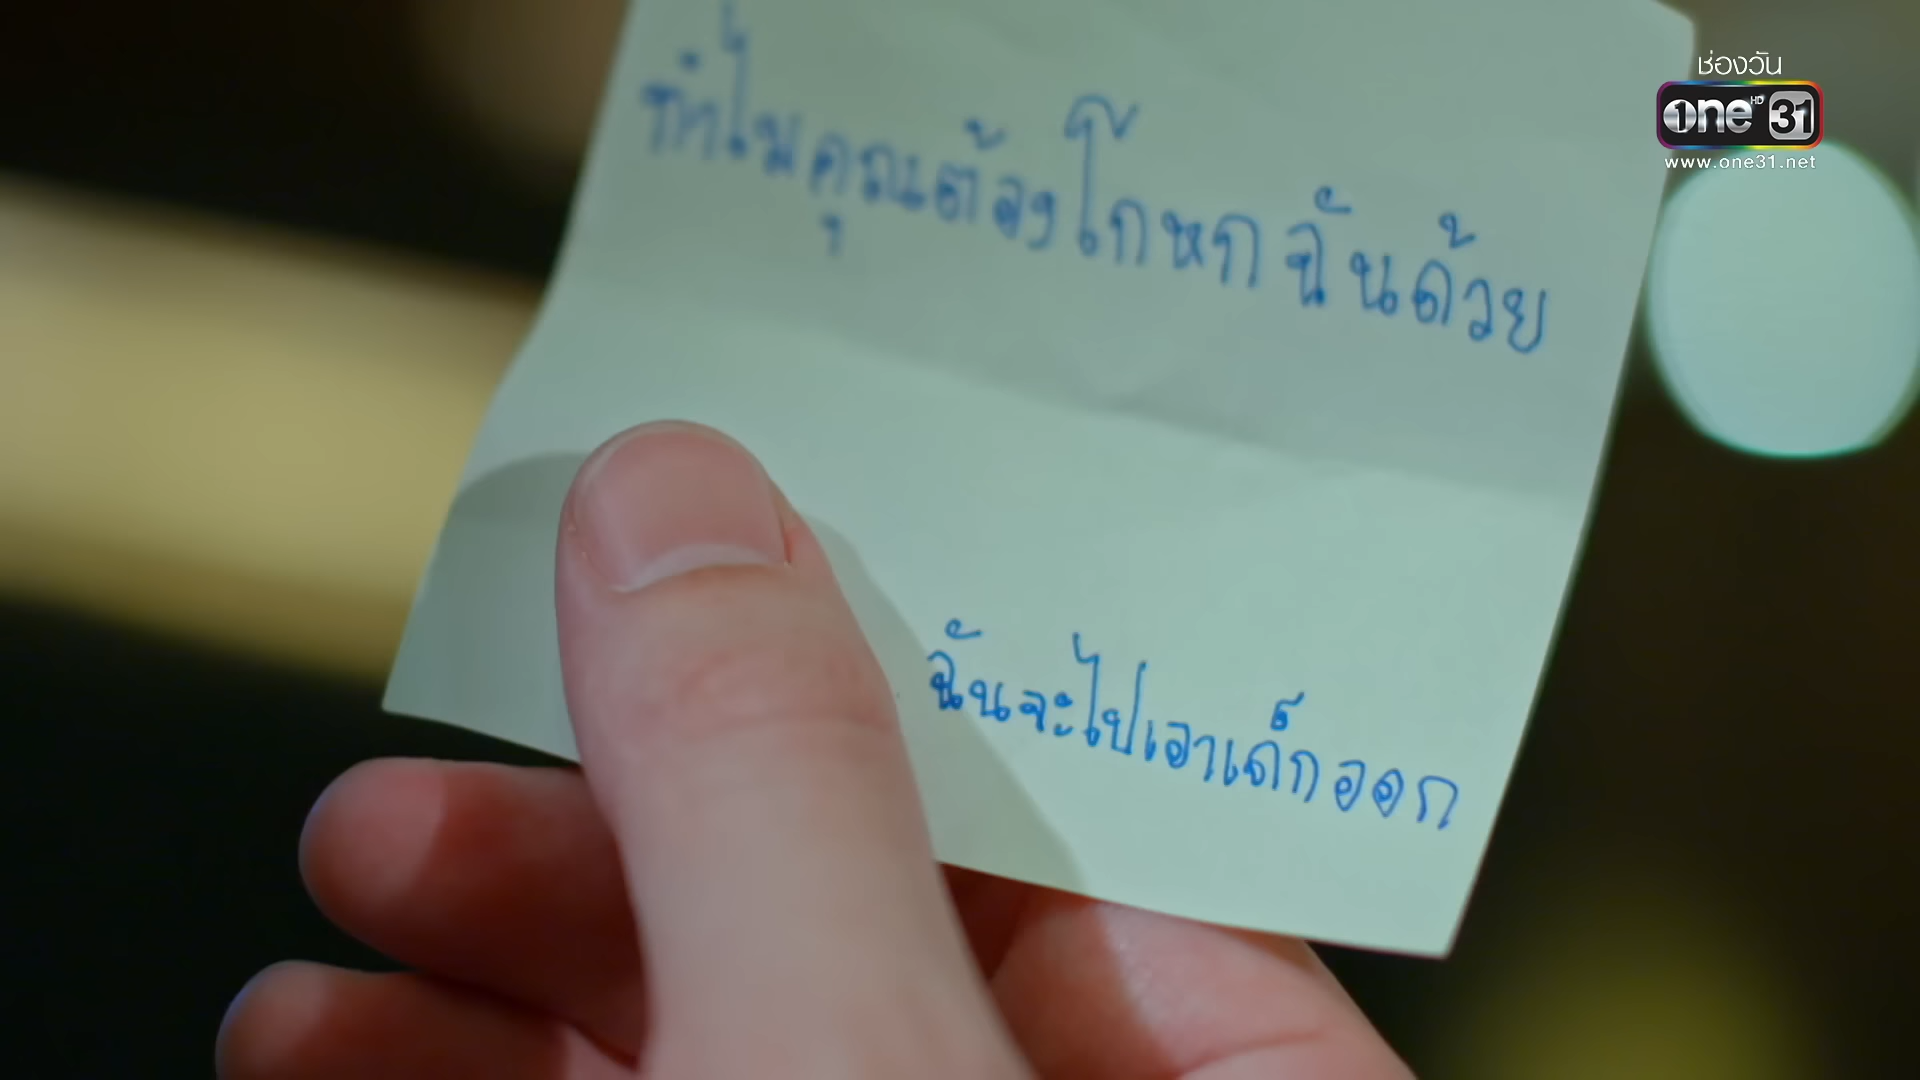 ช่องวัน
one HD 31
www.one31.net
ทำไมคุณต้องโกหกฉันด้วย
ฉันจะไปเอาเด็กออก